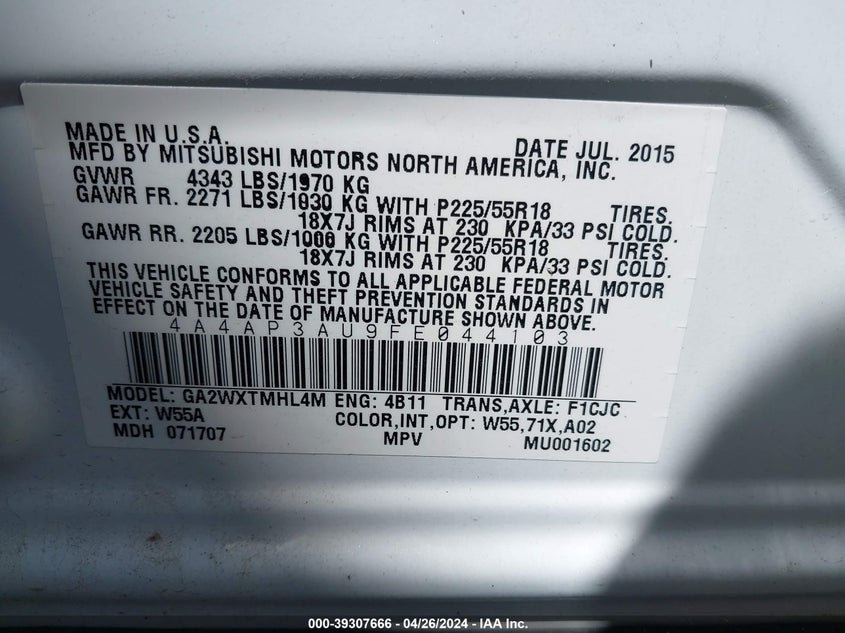 MADE IN U.S.A. DATE JUL. 2015
MFD BY MITSUBISHI MOTORS NORTH AMERICA, INC.
GVWR 4343 LBS/1970 KG
GAWR FR. 2271 LBS/1030 KG WITH P225/55R18 TIRES.
18X7J RIMS AT 230 KPA/33 PSI COLD.
GAWR RR. 2205 LBS/1000 KG WITH P225/55R18 TIRES.
18X7J RIMS AT 230 KPA/33 PSI COLD.
THIS VEHICLE CONFORMS TO ALL APPLICABLE FEDERAL MOTOR
VEHICLE SAFETY AND THEFT PREVENTION STANDARDS IN
EFFECT ON THE DATE OF MANUFACTURE SHOWN ABOVE.
4A4AP3AU9FE044103
MODEL: GA2WXTMHL4M ENG: 4B11 TRANS,AXLE: F1CJC
EXT: W55A COLOR,INT,OPT: W55,71X,A02
MDH 071707 MPV MU001602
000-39307666 - 04/26/2024 - IAA Inc.